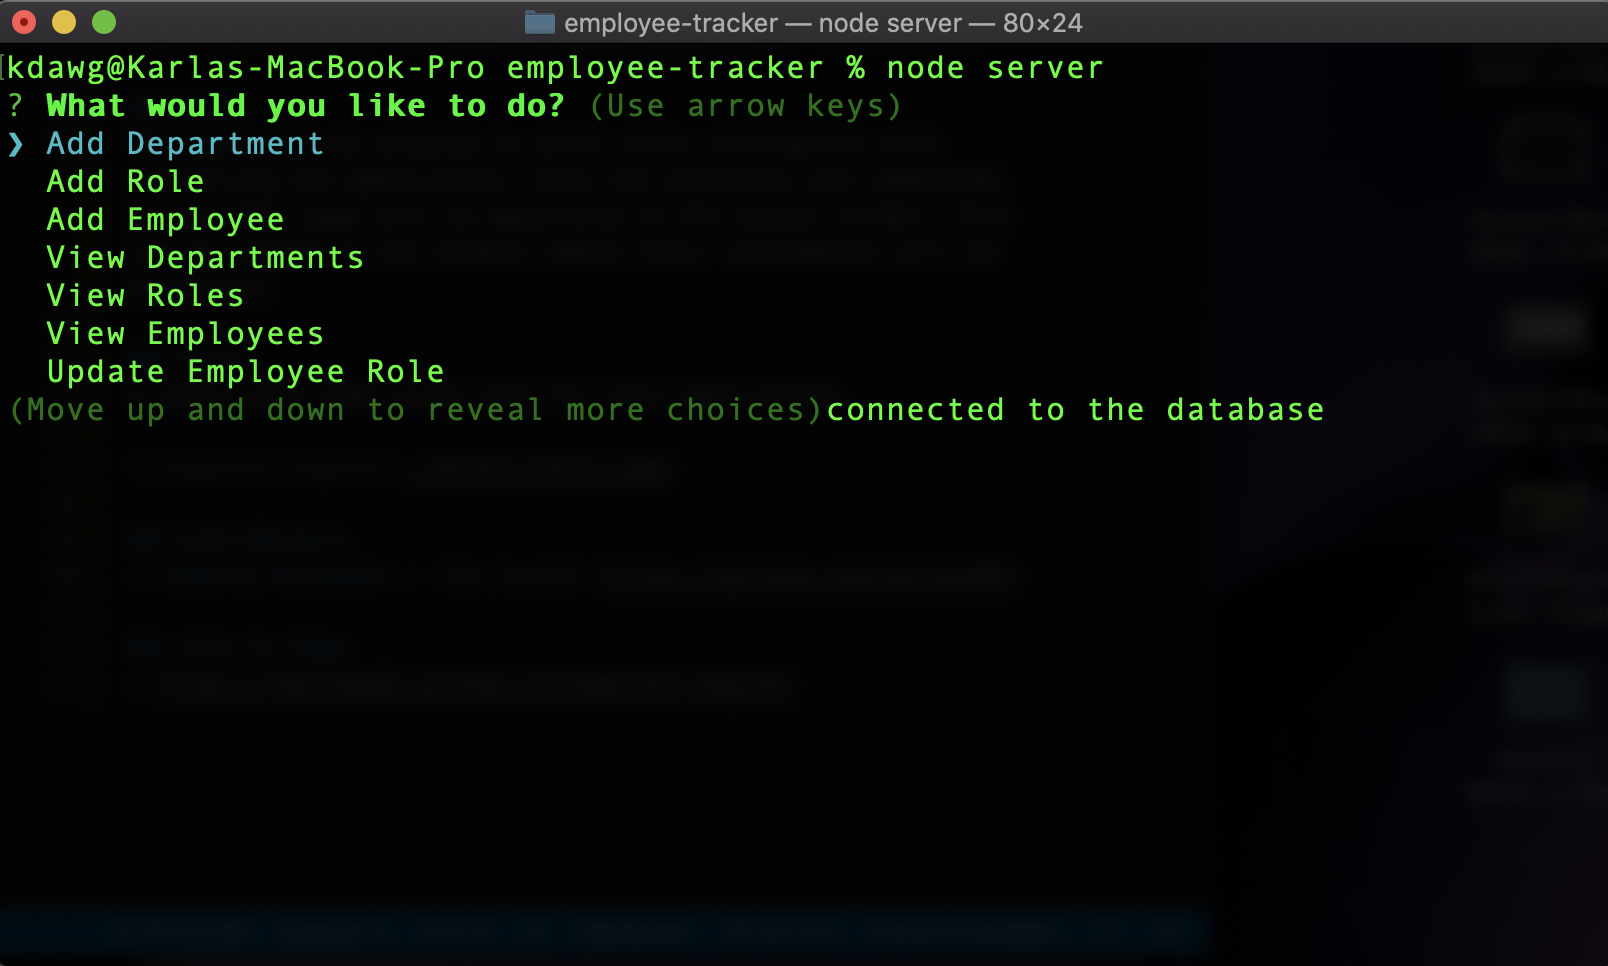 employee-tracker — node server — 80×24
kdawg@Karlas-MacBook-Pro employee-tracker % node server
? What would you like to do? (Use arrow keys)
❯ Add Department
Add Role
Add Employee
View Departments
View Roles
View Employees
Update Employee Role
(Move up and down to reveal more choices)connected to the database